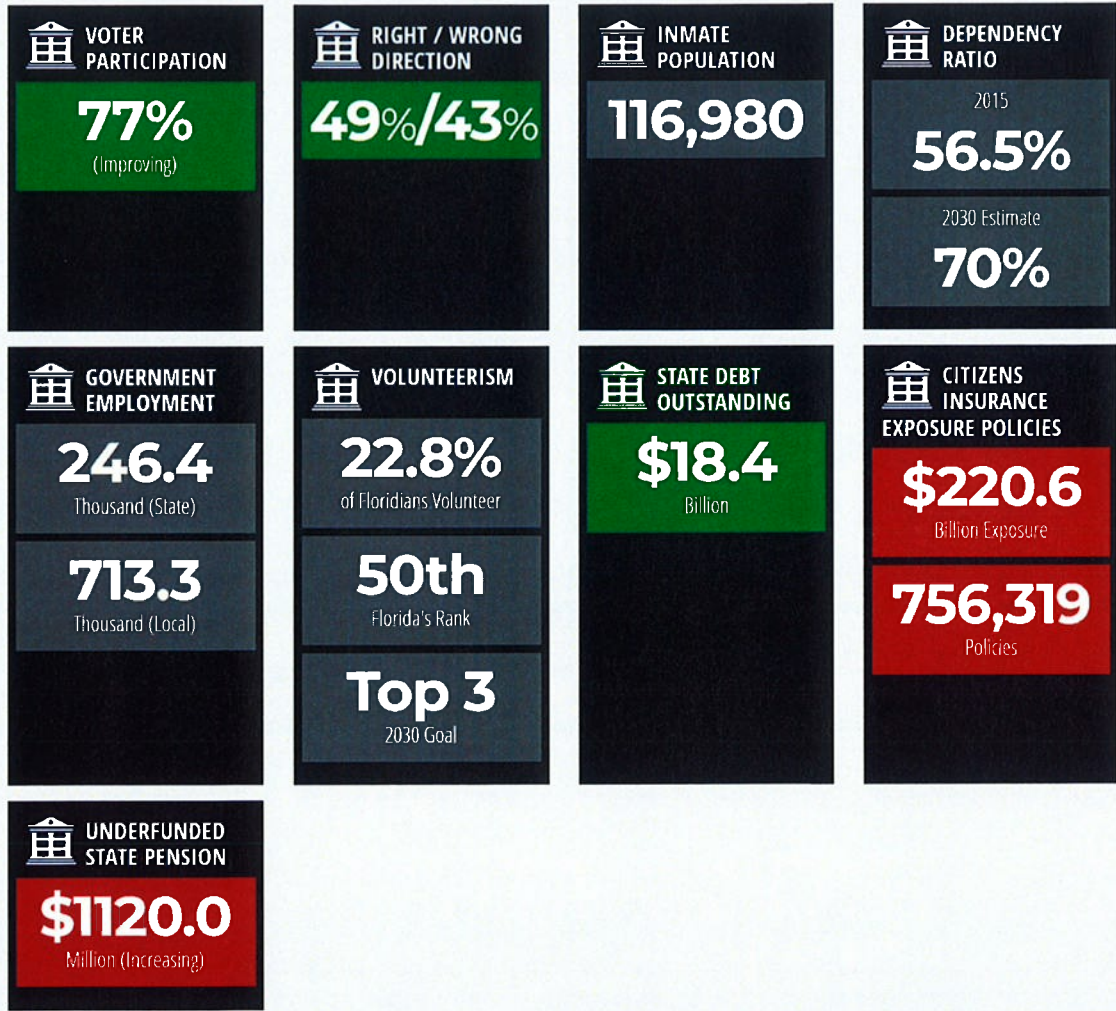 VOTER
PARTICIPATION
77%
(Improving)
RIGHT / WRONG
DIRECTION
49%/43%
INMATE
POPULATION
116,980
DEPENDENCY
RATIO
2015
56.5%
2030 Estimate
70%
GOVERNMENT
EMPLOYMENT
246.4
Thousand (State)
713.3
Thousand (Local)
VOLUNTEERISM
22.8%
of Floridians Volunteer
50th
Florida's Rank
Top 3
2030 Goal
STATE DEBT
OUTSTANDING
$18.4
Billion
CITIZENS
INSURANCE
EXPOSURE POLICIES
$220.6
Billion Exposure
756,319
Policies
UNDERFUNDED
STATE PENSION
$1120.0
Million (Increasing)